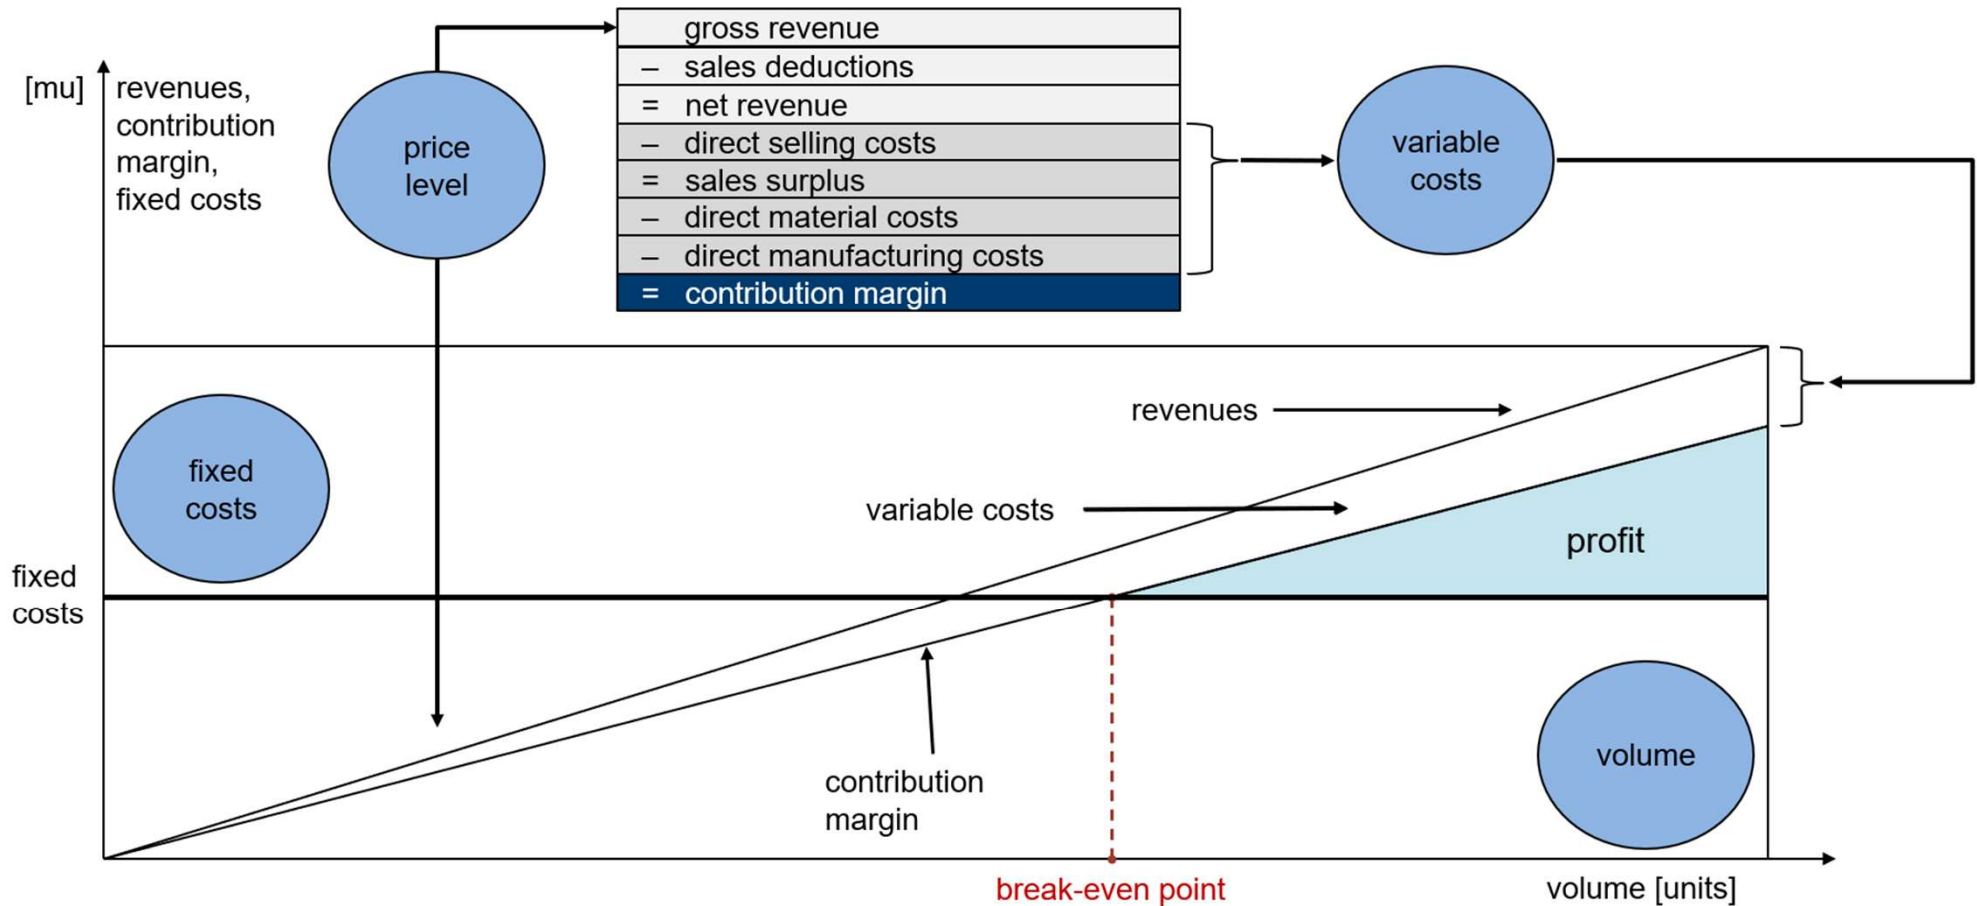 gross revenue
– sales deductions
= net revenue
– direct selling costs
= sales surplus
– direct material costs
– direct manufacturing costs
= contribution margin
[mu]
revenues,
contribution
margin,
fixed costs
price
level
variable
costs
revenues
fixed
costs
variable costs
profit
fixed
costs
contribution
margin
volume
break-even point
volume [units]